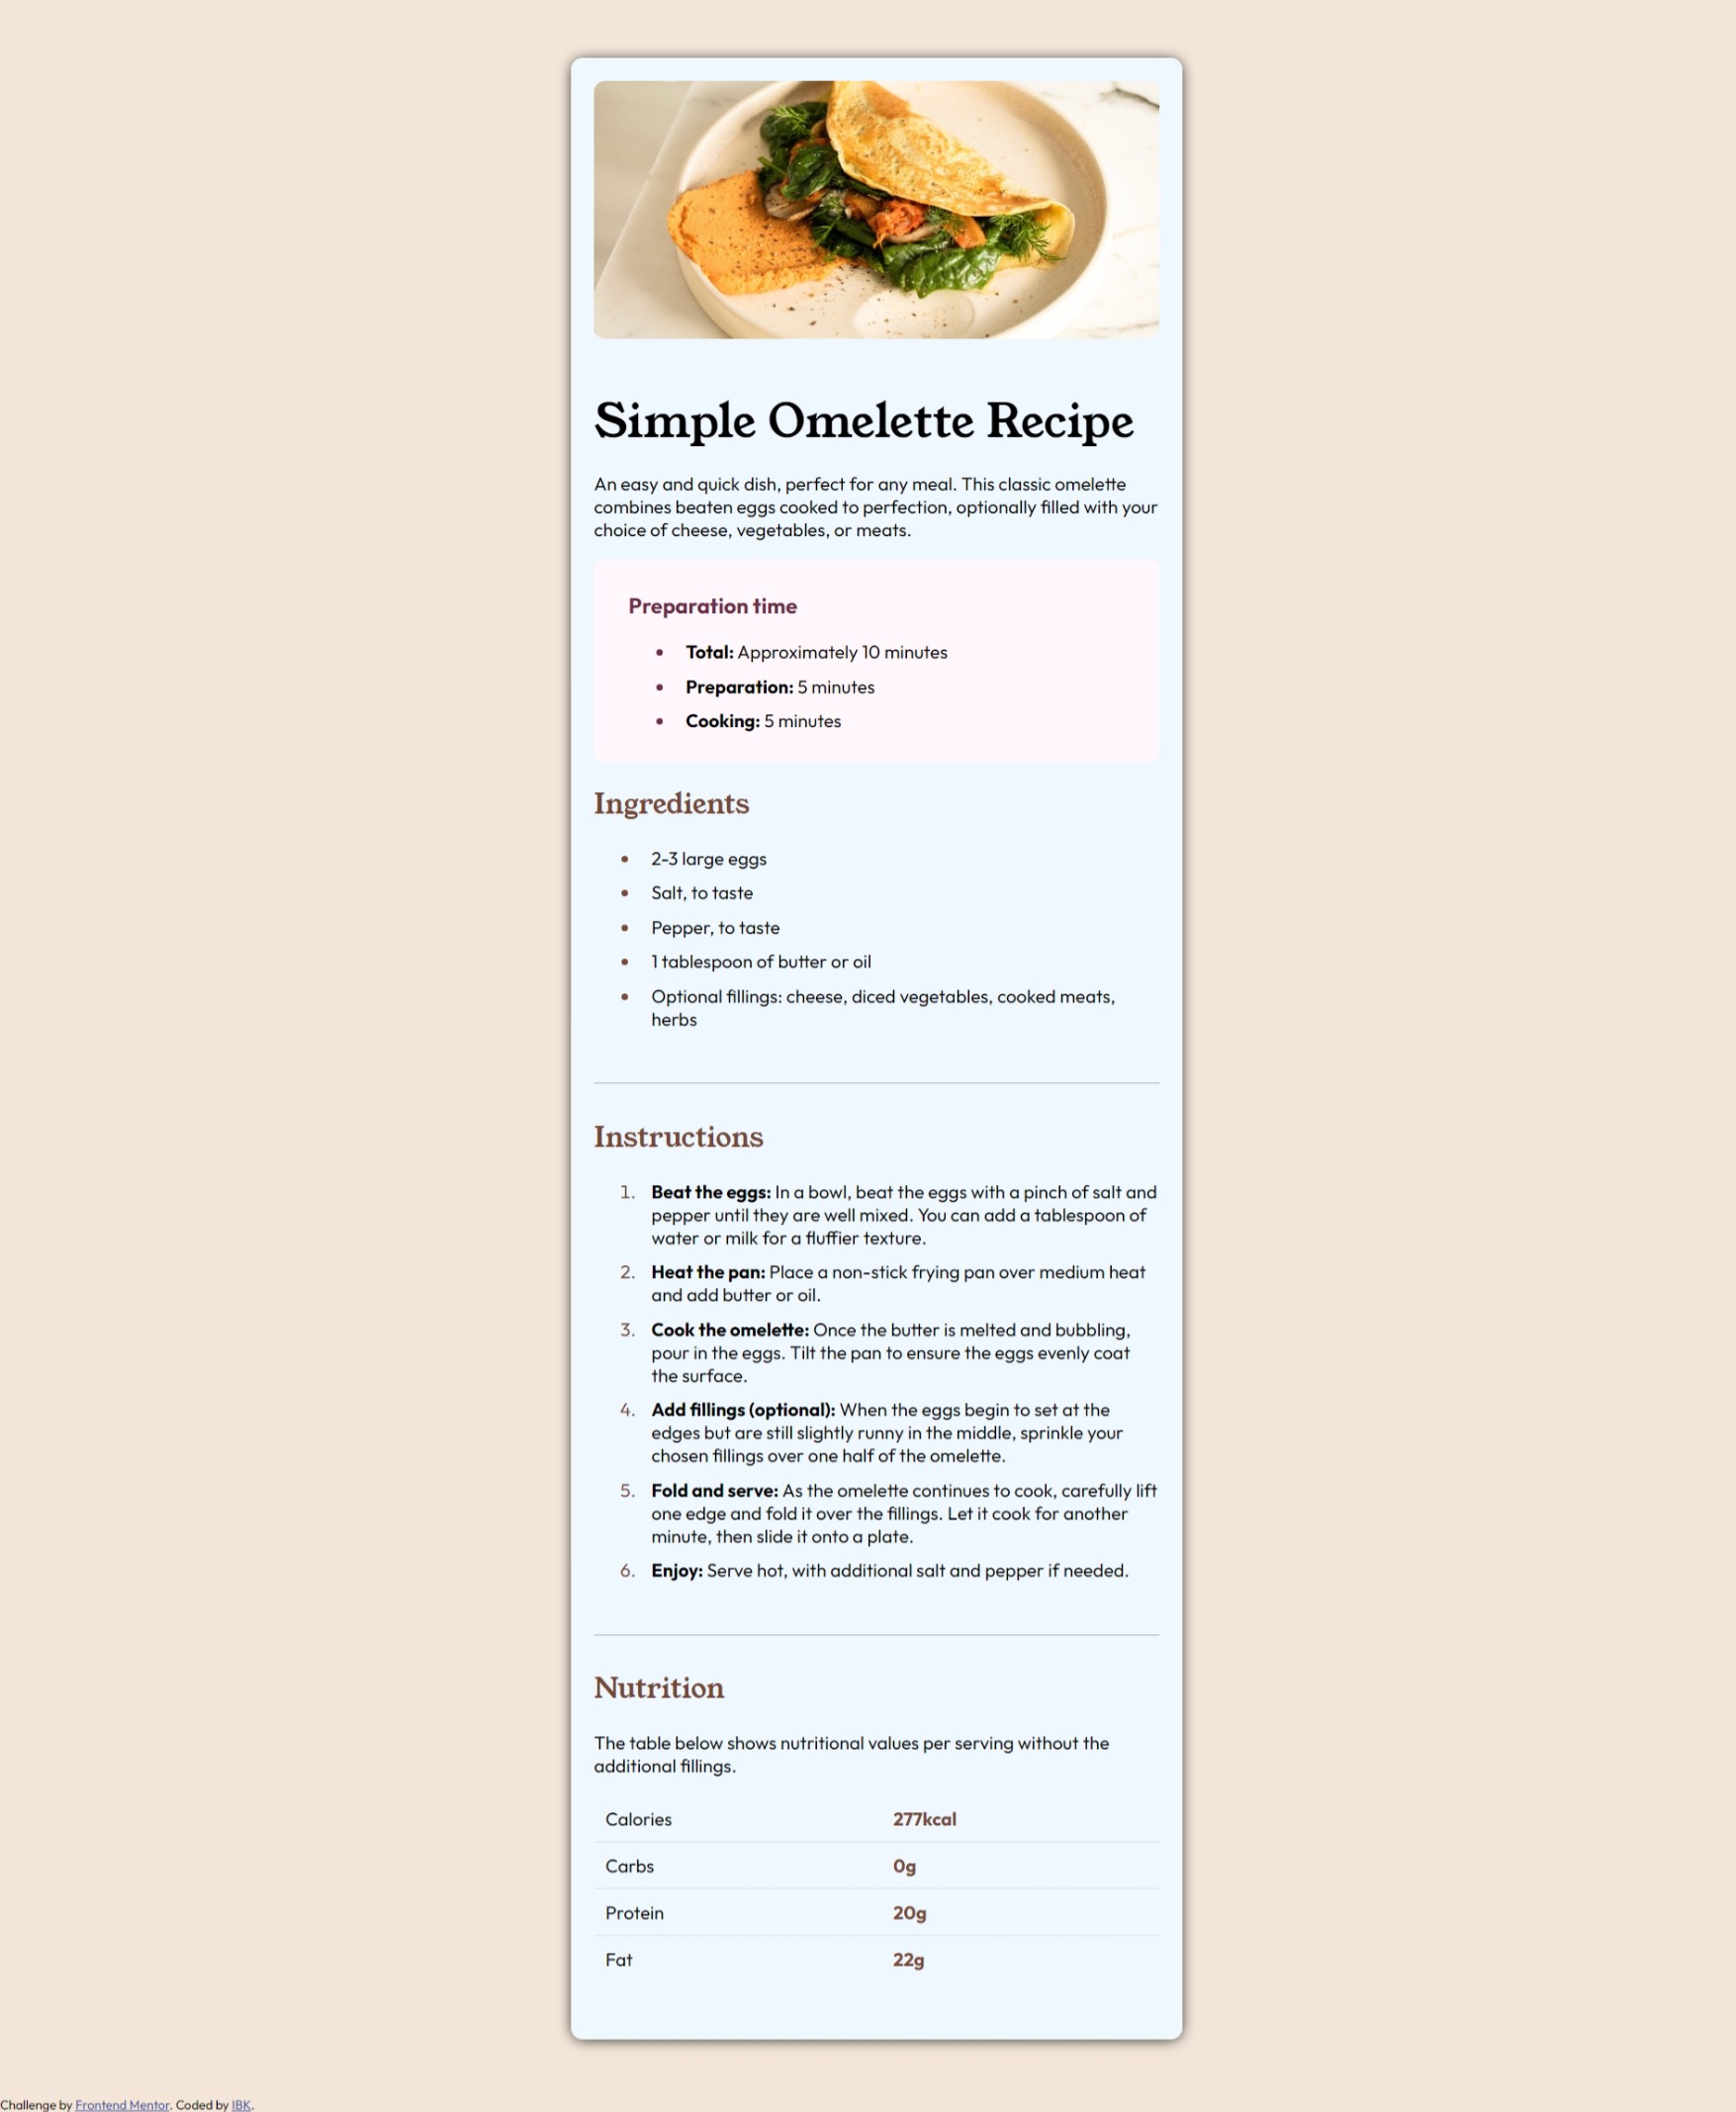 Simple Omelette Recipe
An easy and quick dish, perfect for any meal. This classic omelette
combines beaten eggs cooked to perfection, optionally filled with your
choice of cheese, vegetables, or meats.
Preparation time
• Total: Approximately 10 minutes
• Preparation: 5 minutes
• Cooking: 5 minutes
Ingredients
• 2-3 large eggs
• Salt, to taste
• Pepper, to taste
• 1 tablespoon of butter or oil
• Optional fillings: cheese, diced vegetables, cooked meats,
herbs
Instructions
1. Beat the eggs: In a bowl, beat the eggs with a pinch of salt and
pepper until they are well mixed. You can add a tablespoon of
water or milk for a fluffier texture.
2. Heat the pan: Place a non-stick frying pan over medium heat
and add butter or oil.
3. Cook the omelette: Once the butter is melted and bubbling,
pour in the eggs. Tilt the pan to ensure the eggs evenly coat
the surface.
4. Add fillings (optional): When the eggs begin to set at the
edges but are still slightly runny in the middle, sprinkle your
chosen fillings over one half of the omelette.
5. Fold and serve: As the omelette continues to cook, carefully lift
one edge and fold it over the fillings. Let it cook for another
minute, then slide it onto a plate.
6. Enjoy: Serve hot, with additional salt and pepper if needed.
Nutrition
The table below shows nutritional values per serving without the
additional fillings.
Calories 277kcal
Carbs 0g
Protein 20g
Fat 22g
Challenge by Frontend Mentor. Coded by IBK.